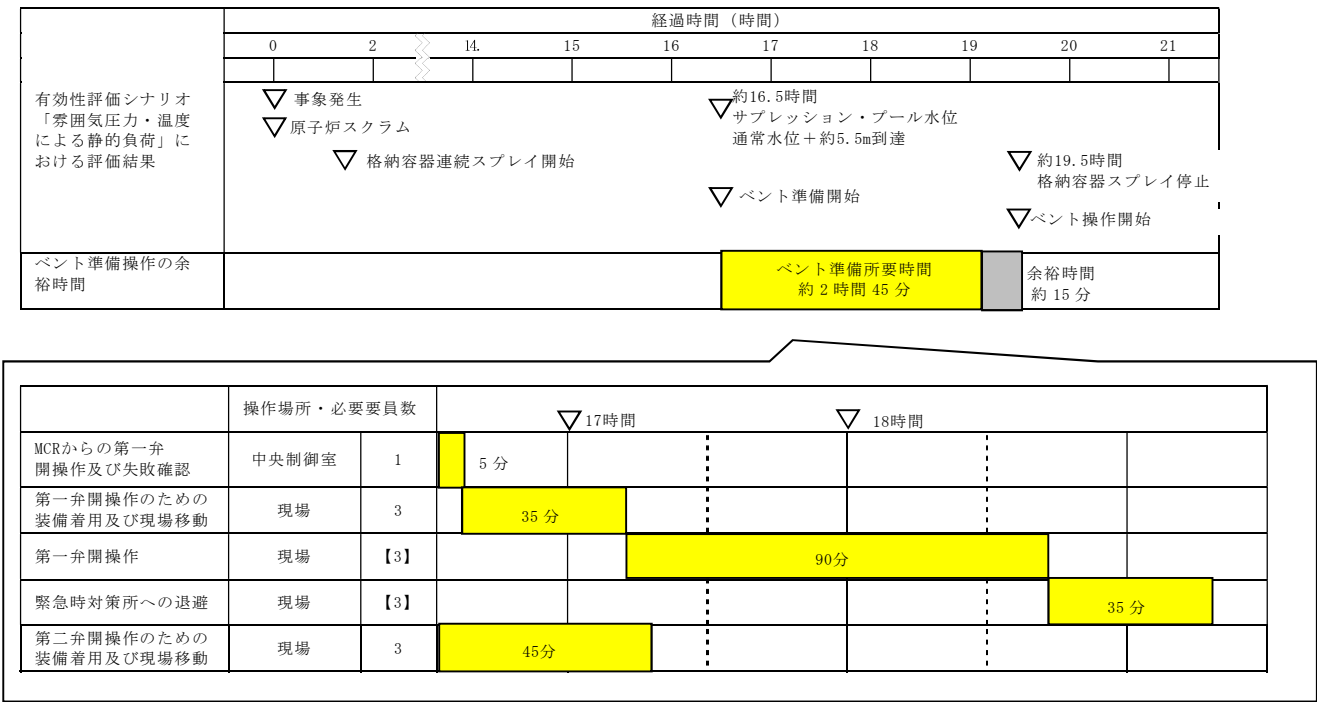 経過時間（時間）
0 2 14. 15 16 17 18 19 20 21
有効性評価シナリオ
「雰囲気圧力・温度
による静的負荷」に
おける評価結果
事象発生
原子炉スクラム
格納容器連続スプレイ開始
約16.5時間
サプレッション・プール水位
通常水位＋約5.5m到達
ベント準備開始
約19.5時間
格納容器スプレイ停止
ベント操作開始
ベント準備操作の余
裕時間
ベント準備所要時間
約 2 時間 45 分
余裕時間
約 15 分
操作場所・必要要員数
17時間
18時間
MCRからの第一弁
開操作及び失敗確認
中央制御室
1
5 分
第一弁開操作のための
装備着用及び現場移動
現場
3
35 分
第一弁開操作
現場
【3】
90分
緊急時対策所への退避
現場
【3】
35 分
第二弁開操作のための
装備着用及び現場移動
現場
3
45分